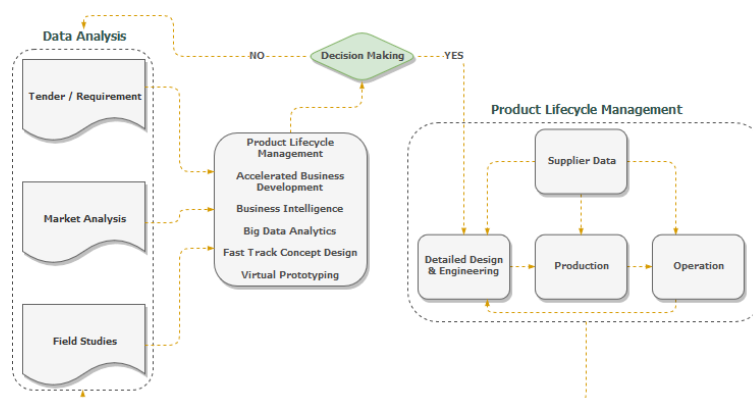 Data Analysis
NO
Decision Making
YES
Tender / Requirement
Product Lifecycle Management
Product Lifecycle
Management
Accelerated Business
Development
Business Intelligence
Big Data Analytics
Fast Track Concept Design
Virtual Prototyping
Supplier Data
Market Analysis
Detailed Design
& Engineering
Production
Operation
Field Studies